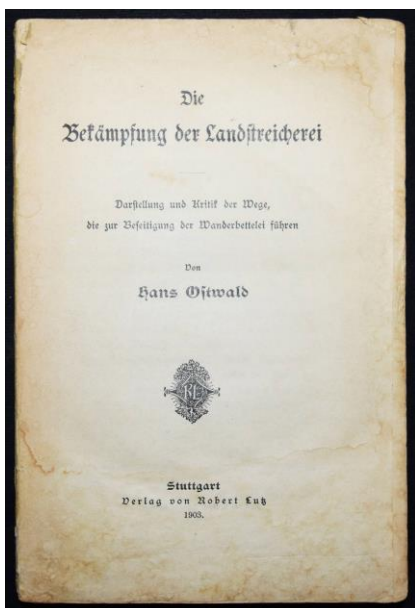 Die
Bekämpfung der Landstreicherei
Darstellung und Kritik der Wege,
die zur Beseitigung der Wanderbettelei führen
Von
Hans Ostwald
RL
Stuttgart
Verlag von Robert Lutz
1903.